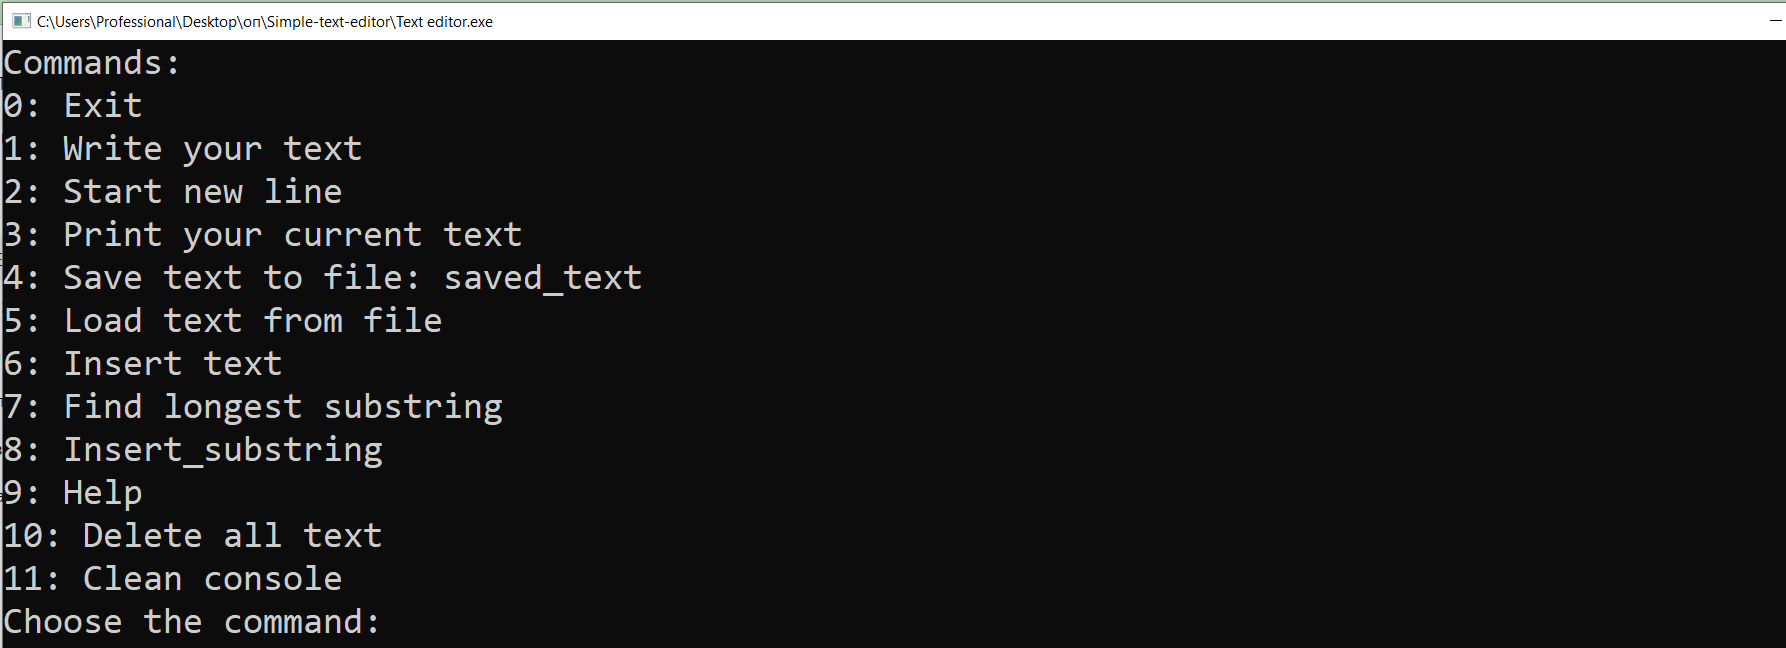 C:\Users\Professional\Desktop\оп\Simple-text-editor\Text editor.exe
Commands:
0: Exit
1: Write your text
2: Start new line
3: Print your current text
4: Save text to file: saved_text
5: Load text from file
6: Insert text
7: Find longest substring
8: Insert_substring
9: Help
10: Delete all text
11: Clean console
Choose the command: